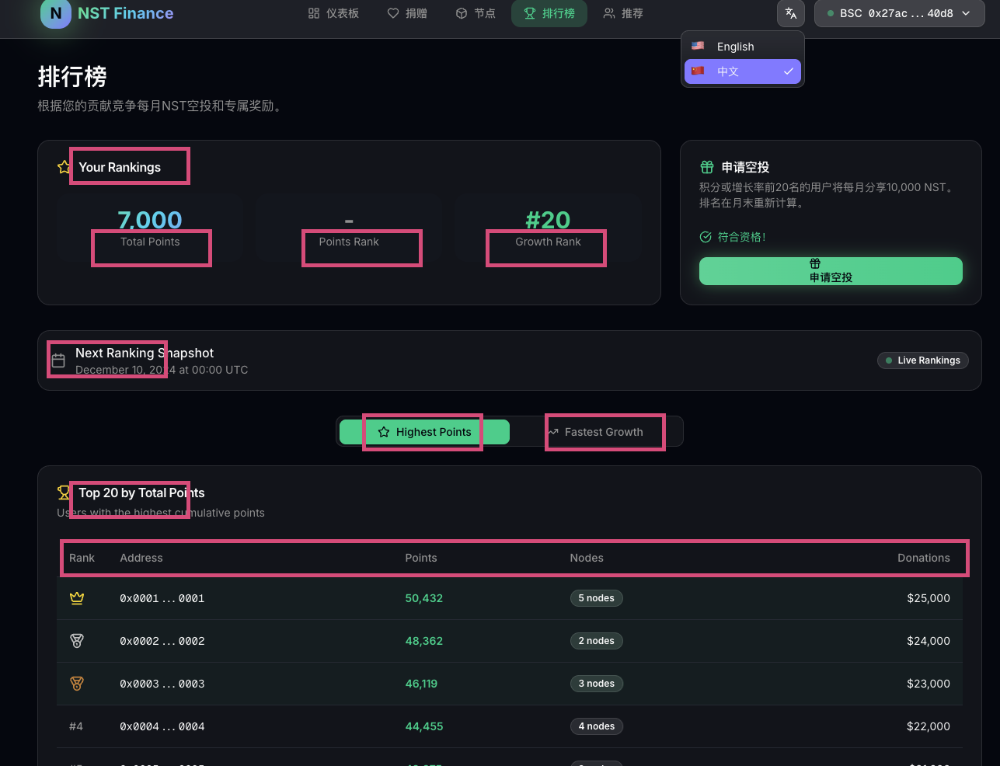 N NST Finance 仪表板 捐赠 节点 排行榜 推荐 BSC 0x27ac...40d8
English
中文
排行榜
根据您的贡献竞争每月NST空投和专属奖励。
Your Rankings
7,000 - #20
Total Points Points Rank Growth Rank
申请空投
积分或增长率前20名的用户将每月分享10,000 NST。
排名在月末重新计算。
符合资格!
申请空投
Next Ranking Snapshot
December 10, 2024 at 00:00 UTC
Live Rankings
Highest Points Fastest Growth
Top 20 by Total Points
Users with the highest cumulative points
Rank Address Points Nodes Donations
0x0001...0001 50,432 5 nodes $25,000
0x0002...0002 48,362 2 nodes $24,000
0x0003...0003 46,119 3 nodes $23,000
#4 0x0004...0004 44,455 4 nodes $22,000